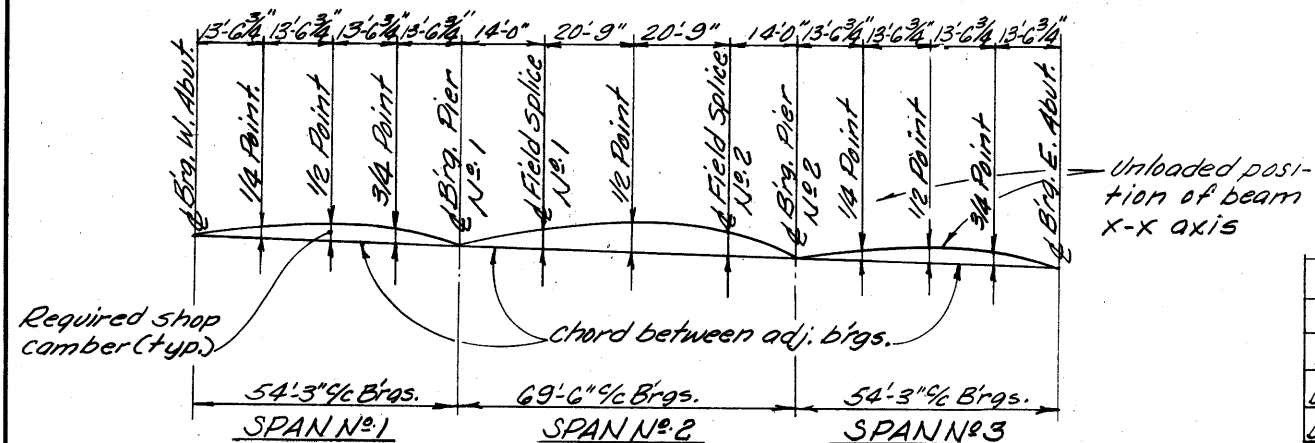 13'-6¾" 13'-6¾" 13'-6¾" 13'-6¾" 14'-0" 20'-9" 20'-9" 14'-0" 13'-6¾" 13'-6¾" 13'-6¾ 13'-6¾"
℄ Brg. W. Abut.
1/4 Point.
1/2 Point
3/4 Point
℄ Brg. Pier
Nº 1
℄ Field Splice
Nº 1
1/2 Point
℄ Field Splice
Nº 2
℄ Brg. Pier
Nº 2
1/4 Point
1/2 Point
3/4 Point
℄ Brg. E. Abut.
Unloaded posi-
tion of beam
x-x axis
Required shop
camber (typ.)
Chord between adj. brgs.
54'-3" c/c Brgs. 69'-6" c/c Brgs. 54'-3" c/c Brgs.
SPAN Nº 1 SPAN Nº 2 SPAN Nº 3